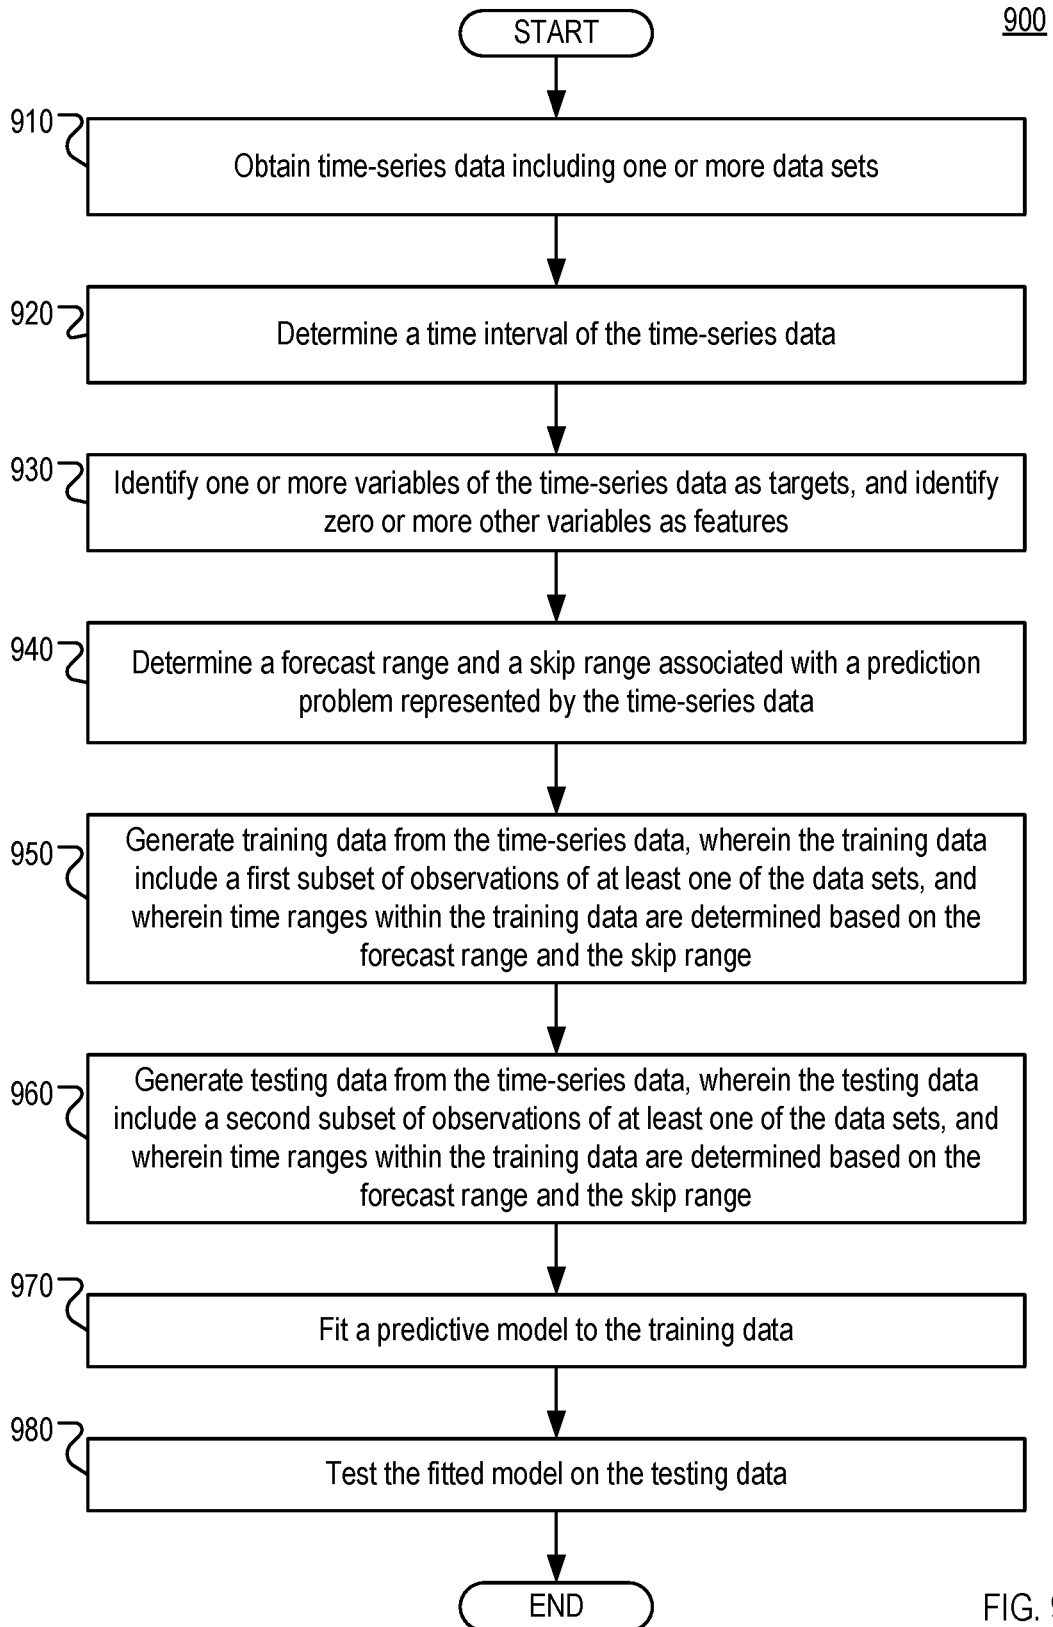 900
START
910
Obtain time-series data including one or more data sets
920
Determine a time interval of the time-series data
930
Identify one or more variables of the time-series data as targets, and identify
zero or more other variables as features
940
Determine a forecast range and a skip range associated with a prediction
problem represented by the time-series data
950
Generate training data from the time-series data, wherein the training data
include a first subset of observations of at least one of the data sets, and
wherein time ranges within the training data are determined based on the
forecast range and the skip range
960
Generate testing data from the time-series data, wherein the testing data
include a second subset of observations of at least one of the data sets, and
wherein time ranges within the training data are determined based on the
forecast range and the skip range
970
Fit a predictive model to the training data
980
Test the fitted model on the testing data
END
FIG. 9